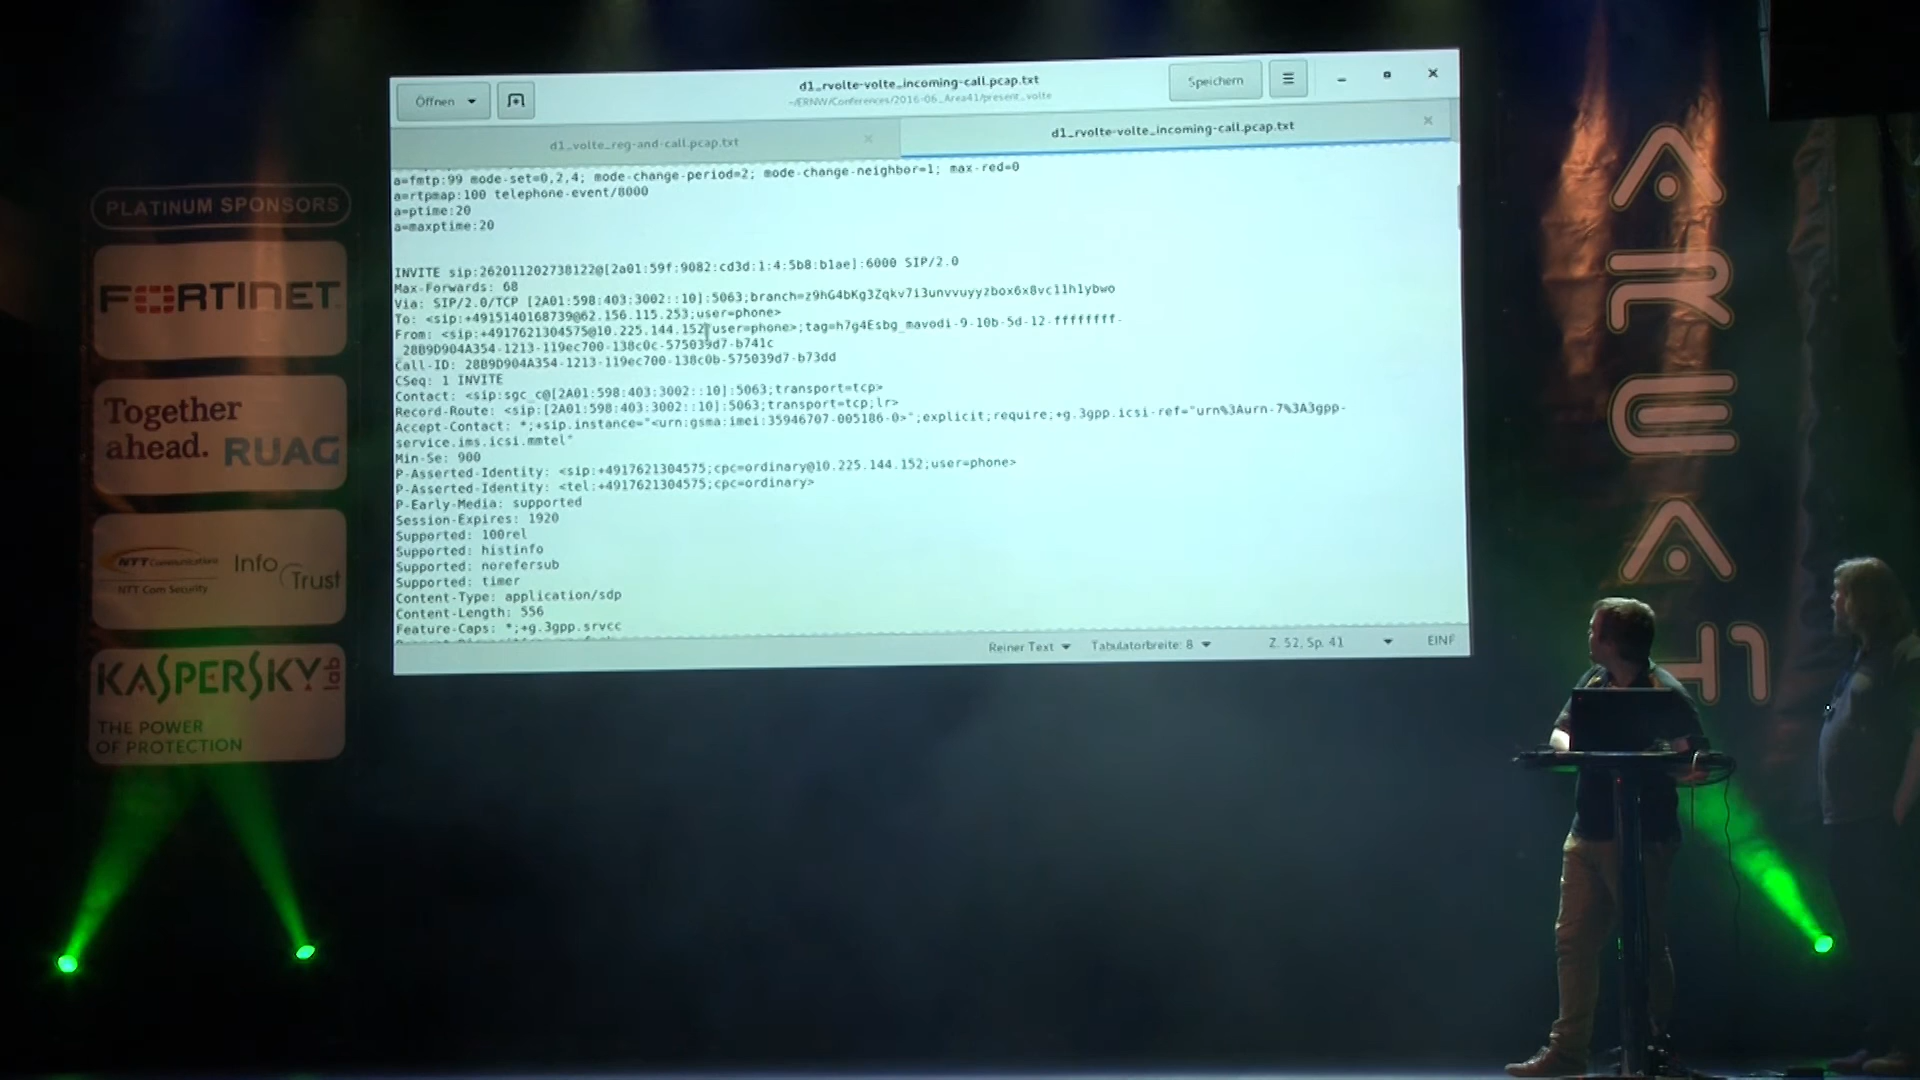 d1_rvolte-volte_incoming-call.pcap.txt
~/ERNW/Conferences/2016-06_Area41/present_volte
Öffnen
Speichern
d1_volte_reg-and-call.pcap.txt
d1_rvolte-volte_incoming-call.pcap.txt
a=fmtp:99 mode-set=0,2,4; mode-change-period=2; mode-change-neighbor=1; max-red=0
a=rtpmap:100 telephone-event/8000
a=ptime:20
a=maxptime:20
INVITE sip:262011202738122@[2a01:59f:9082:cd3d:1:4:5b8:b1ae]:6000 SIP/2.0
Max-Forwards: 68
Via: SIP/2.0/TCP [2A01:598:403:3002::10]:5063;branch=z9hG4bKg3Zqkv7i3unvvuyyzbox6x8vc11h1ybwo
To: <sip:+4915140168739@62.156.115.253;user=phone>
From: <sip:+4917621304575@10.225.144.152;user=phone>;tag=h7g4Esbg_mavodi-9-10b-5d-12-ffffffff-
28B9D904A354-1213-119ec700-138c0c-575039d7-b741c
Call-ID: 28B9D904A354-1213-119ec700-138c0b-575039d7-b73dd
CSeq: 1 INVITE
Contact: <sip:sgc_c@[2A01:598:403:3002::10]:5063;transport=tcp>
Record-Route: <sip:[2A01:598:403:3002::10]:5063;transport=tcp;lr>
Accept-Contact: *;+sip.instance="<urn:gsma:imei:35946707-005186-0>";explicit;require;+g.3gpp.icsi-ref="urn%3Aurn-7%3A3gpp-
service.ims.icsi.mmtel"
Min-Se: 900
P-Asserted-Identity: <sip:+4917621304575;cpc=ordinary@10.225.144.152;user=phone>
P-Asserted-Identity: <tel:+4917621304575;cpc=ordinary>
P-Early-Media: supported
Session-Expires: 1920
Supported: 100rel
Supported: histinfo
Supported: norefersub
Supported: timer
Content-Type: application/sdp
Content-Length: 556
Feature-Caps: *;+g.3gpp.srvcc
Reiner Text
Tabulatorbreite: 8
Z. 52, Sp. 41
EINF
PLATINUM SPONSORS
FORTINET
Together
ahead. RUAG
NTT Communications
NTT Com Security
Info
Trust
KASPERSKY lab
THE POWER
OF PROTECTION